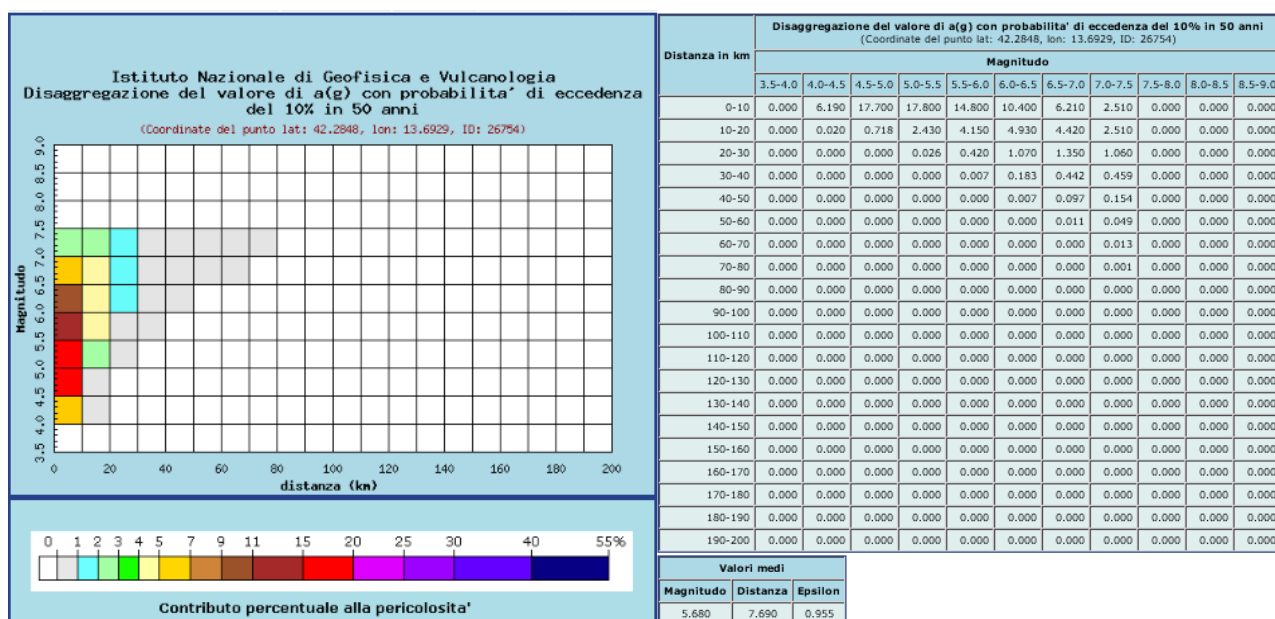 Istituto Nazionale di Geofisica e Vulcanologia
Disaggregazione del valore di a(g) con probabilita' di eccedenza
del 10% in 50 anni
(Coordinate del punto lat: 42.2848, lon: 13.6929, ID: 26754)
Magnitudo
9.0
8.5
8.0
7.5
7.0
6.5
6.0
5.5
5.0
4.5
4.0
3.5
0 20 40 60 80 100 120 140 160 180 200
distanza (km)
0 1 2 3 4 5 7 9 11 15 20 25 30 40 55%
Contributo percentuale alla pericolosita'
Disaggregazione del valore di a(g) con probabilita' di eccedenza del 10% in 50 anni
(Coordinate del punto lat: 42.2848, lon: 13.6929, ID: 26754)
Distanza in km
Magnitudo
3.5-4.0 4.0-4.5 4.5-5.0 5.0-5.5 5.5-6.0 6.0-6.5 6.5-7.0 7.0-7.5 7.5-8.0 8.0-8.5 8.5-9.0
0-10 0.000 6.190 17.700 17.800 14.800 10.400 6.210 2.510 0.000 0.000 0.000
10-20 0.000 0.020 0.718 2.430 4.150 4.930 4.420 2.510 0.000 0.000 0.000
20-30 0.000 0.000 0.000 0.026 0.420 1.070 1.350 1.060 0.000 0.000 0.000
30-40 0.000 0.000 0.000 0.000 0.007 0.183 0.442 0.459 0.000 0.000 0.000
40-50 0.000 0.000 0.000 0.000 0.000 0.007 0.097 0.154 0.000 0.000 0.000
50-60 0.000 0.000 0.000 0.000 0.000 0.000 0.011 0.049 0.000 0.000 0.000
60-70 0.000 0.000 0.000 0.000 0.000 0.000 0.000 0.013 0.000 0.000 0.000
70-80 0.000 0.000 0.000 0.000 0.000 0.000 0.000 0.001 0.000 0.000 0.000
80-90 0.000 0.000 0.000 0.000 0.000 0.000 0.000 0.000 0.000 0.000 0.000
90-100 0.000 0.000 0.000 0.000 0.000 0.000 0.000 0.000 0.000 0.000 0.000
100-110 0.000 0.000 0.000 0.000 0.000 0.000 0.000 0.000 0.000 0.000 0.000
110-120 0.000 0.000 0.000 0.000 0.000 0.000 0.000 0.000 0.000 0.000 0.000
120-130 0.000 0.000 0.000 0.000 0.000 0.000 0.000 0.000 0.000 0.000 0.000
130-140 0.000 0.000 0.000 0.000 0.000 0.000 0.000 0.000 0.000 0.000 0.000
140-150 0.000 0.000 0.000 0.000 0.000 0.000 0.000 0.000 0.000 0.000 0.000
150-160 0.000 0.000 0.000 0.000 0.000 0.000 0.000 0.000 0.000 0.000 0.000
160-170 0.000 0.000 0.000 0.000 0.000 0.000 0.000 0.000 0.000 0.000 0.000
170-180 0.000 0.000 0.000 0.000 0.000 0.000 0.000 0.000 0.000 0.000 0.000
180-190 0.000 0.000 0.000 0.000 0.000 0.000 0.000 0.000 0.000 0.000 0.000
190-200 0.000 0.000 0.000 0.000 0.000 0.000 0.000 0.000 0.000 0.000 0.000
Valori medi
Magnitudo Distanza Epsilon
5.680 7.690 0.955